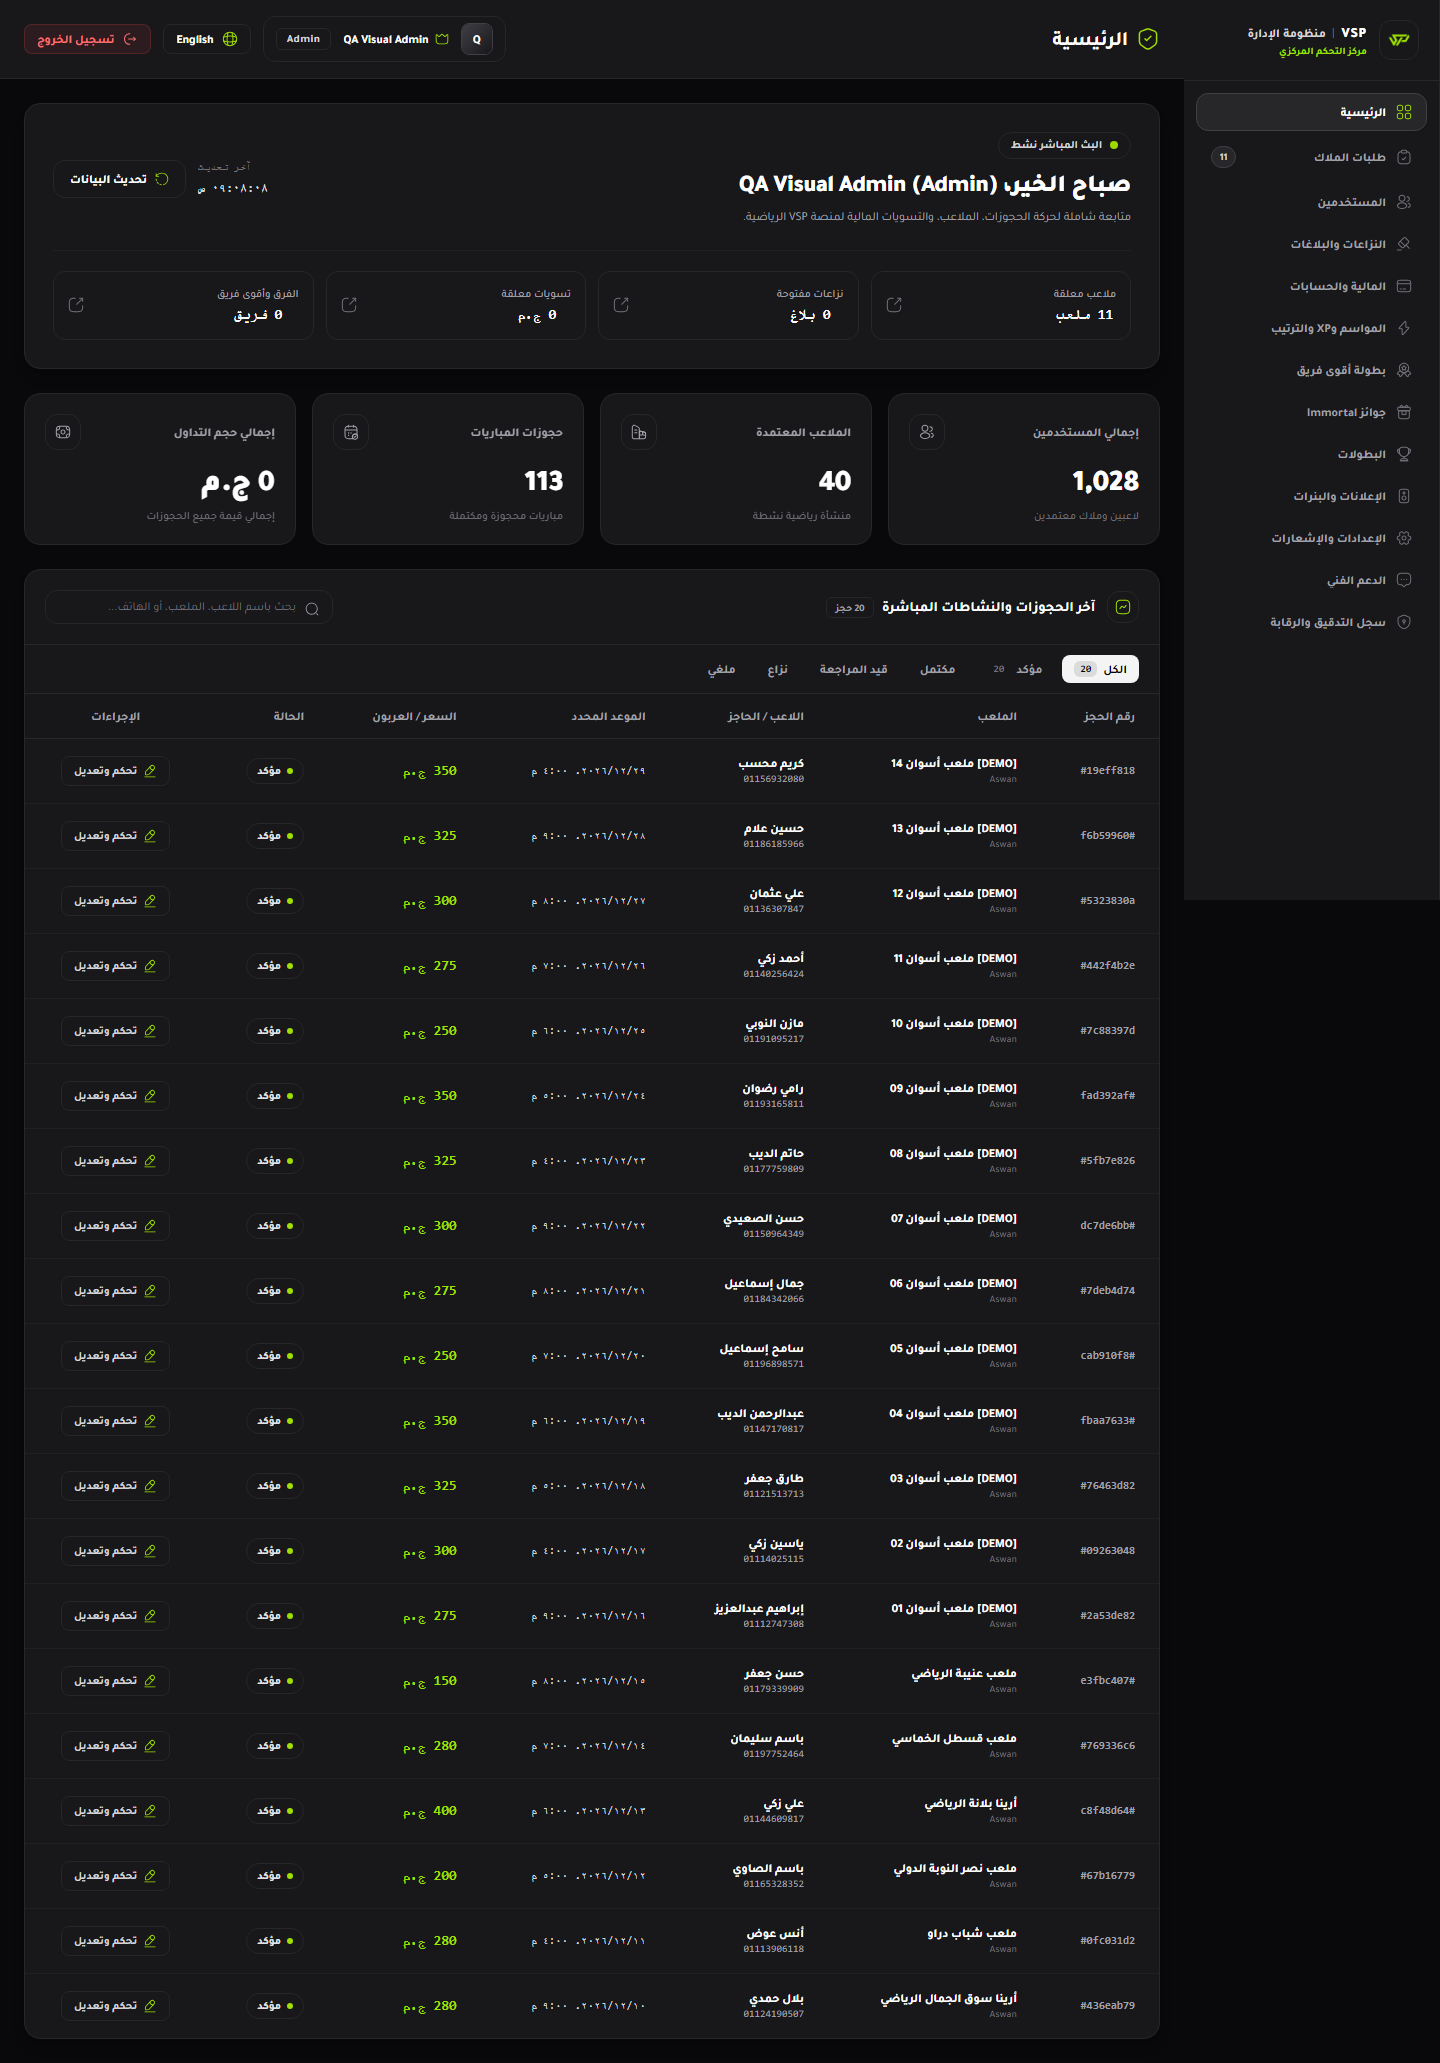 VSP | منظومة الإدارة
مركز التحكم المركزي
الرئيسية
طلبات الملاك 11
المستخدمين
النزاعات والبلاغات
المالية والحسابات
المواسم وXP والترتيب
بطولة أقوى فريق
جوائز Immortal
البطولات
الإعلانات والبنرات
الإعدادات والإشعارات
الدعم الفني
سجل التدقيق والرقابة
الرئيسية
Q QA Visual Admin Admin
English
تسجيل الخروج
البث المباشر نشط
صباح الخير، QA Visual Admin (Admin)
متابعة شاملة لحركة الحجوزات، الملاعب، والتسويات المالية لمنصة VSP الرياضية.
آخر تحديث
٠٩:٠٨:٠٨ ص
تحديث البيانات
ملاعب معلقة
11 ملعب
نزاعات مفتوحة
0 بلاغ
تسويات معلقة
0 ج.م
الفرق وأقوى فريق
0 فريق
إجمالي المستخدمين
1,028
لاعبين وملاك معتمدين
الملاعب المعتمدة
40
منشأة رياضية نشطة
حجوزات المباريات
113
مباريات محجوزة ومكتملة
إجمالي حجم التداول
0 ج.م
إجمالي قيمة جميع الحجوزات
آخر الحجوزات والنشاطات المباشرة 20 حجز
بحث باسم اللاعب، الملعب، أو الهاتف...
الكل 20 مؤكد 20 مكتمل قيد المراجعة نزاع ملغي
رقم الحجز الملعب اللاعب / الحاجز الموعد المحدد السعر / العربون الحالة الإجراءات
#19eff818 [DEMO] ملعب أسوان 14 كريم محسب ٢٠٢٦/١٢/٢٩، ٤:٠٠ م 350 ج.م مؤكد تحكم وتعديل
Aswan 01156932080
f6b59960# [DEMO] ملعب أسوان 13 حسين علام ٢٠٢٦/١٢/٢٨، ٩:٠٠ م 325 ج.م مؤكد تحكم وتعديل
Aswan 01186185966
#5323830a [DEMO] ملعب أسوان 12 علي عثمان ٢٠٢٦/١٢/٢٧، ٨:٠٠ م 300 ج.م مؤكد تحكم وتعديل
Aswan 01136307847
#442f4b2e [DEMO] ملعب أسوان 11 أحمد زكي ٢٠٢٦/١٢/٢٦، ٧:٠٠ م 275 ج.م مؤكد تحكم وتعديل
Aswan 01140256424
#7c88397d [DEMO] ملعب أسوان 10 مازن النوبي ٢٠٢٦/١٢/٢٥، ٦:٠٠ م 250 ج.م مؤكد تحكم وتعديل
Aswan 01191095217
fad392af# [DEMO] ملعب أسوان 09 رامي رضوان ٢٠٢٦/١٢/٢٤، ٥:٠٠ م 350 ج.م مؤكد تحكم وتعديل
Aswan 01193165811
#5fb7e826 [DEMO] ملعب أسوان 08 حاتم الديب ٢٠٢٦/١٢/٢٣، ٤:٠٠ م 325 ج.م مؤكد تحكم وتعديل
Aswan 01177759809
dc7de6bb# [DEMO] ملعب أسوان 07 حسن الصعيدي ٢٠٢٦/١٢/٢٢، ٩:٠٠ م 300 ج.م مؤكد تحكم وتعديل
Aswan 01150964349
#7deb4d74 [DEMO] ملعب أسوان 06 جمال إسماعيل ٢٠٢٦/١٢/٢١، ٨:٠٠ م 275 ج.م مؤكد تحكم وتعديل
Aswan 01184342066
cab910f8# [DEMO] ملعب أسوان 05 سامح إسماعيل ٢٠٢٦/١٢/٢٠، ٧:٠٠ م 250 ج.م مؤكد تحكم وتعديل
Aswan 01196898571
fbaa7633# [DEMO] ملعب أسوان 04 عبدالرحمن الديب ٢٠٢٦/١٢/١٩، ٦:٠٠ م 350 ج.م مؤكد تحكم وتعديل
Aswan 01147170817
#76463d82 [DEMO] ملعب أسوان 03 طارق جعفر ٢٠٢٦/١٢/١٨، ٥:٠٠ م 325 ج.م مؤكد تحكم وتعديل
Aswan 01121513713
#09263048 [DEMO] ملعب أسوان 02 ياسين زكي ٢٠٢٦/١٢/١٧، ٤:٠٠ م 300 ج.م مؤكد تحكم وتعديل
Aswan 01114025115
#2a53de82 [DEMO] ملعب أسوان 01 إبراهيم عبدالعزيز ٢٠٢٦/١٢/١٦، ٩:٠٠ م 275 ج.م مؤكد تحكم وتعديل
Aswan 01112747308
e3fbc407# ملعب عنيبة الرياضي حسن جعفر ٢٠٢٦/١٢/١٥، ٨:٠٠ م 150 ج.م مؤكد تحكم وتعديل
Aswan 01179339909
#769336c6 ملعب قسطل الخماسي باسم سليمان ٢٠٢٦/١٢/١٤، ٧:٠٠ م 280 ج.م مؤكد تحكم وتعديل
Aswan 01197752464
c8f48d64# أرينا بلانة الرياضي علي زكي ٢٠٢٦/١٢/١٣، ٦:٠٠ م 400 ج.م مؤكد تحكم وتعديل
Aswan 01144609817
#67b16779 ملعب نصر النوبة الدولي باسم الصاوي ٢٠٢٦/١٢/١٢، ٥:٠٠ م 200 ج.م مؤكد تحكم وتعديل
Aswan 01165328352
#0fc031d2 ملعب شباب دراو أنس عوض ٢٠٢٦/١٢/١١، ٤:٠٠ م 280 ج.م مؤكد تحكم وتعديل
Aswan 01113906118
#436eab79 أرينا سوق الجمال الرياضي بلال حمدي ٢٠٢٦/١٢/١٠، ٩:٠٠ م 280 ج.م مؤكد تحكم وتعديل
Aswan 01124190507